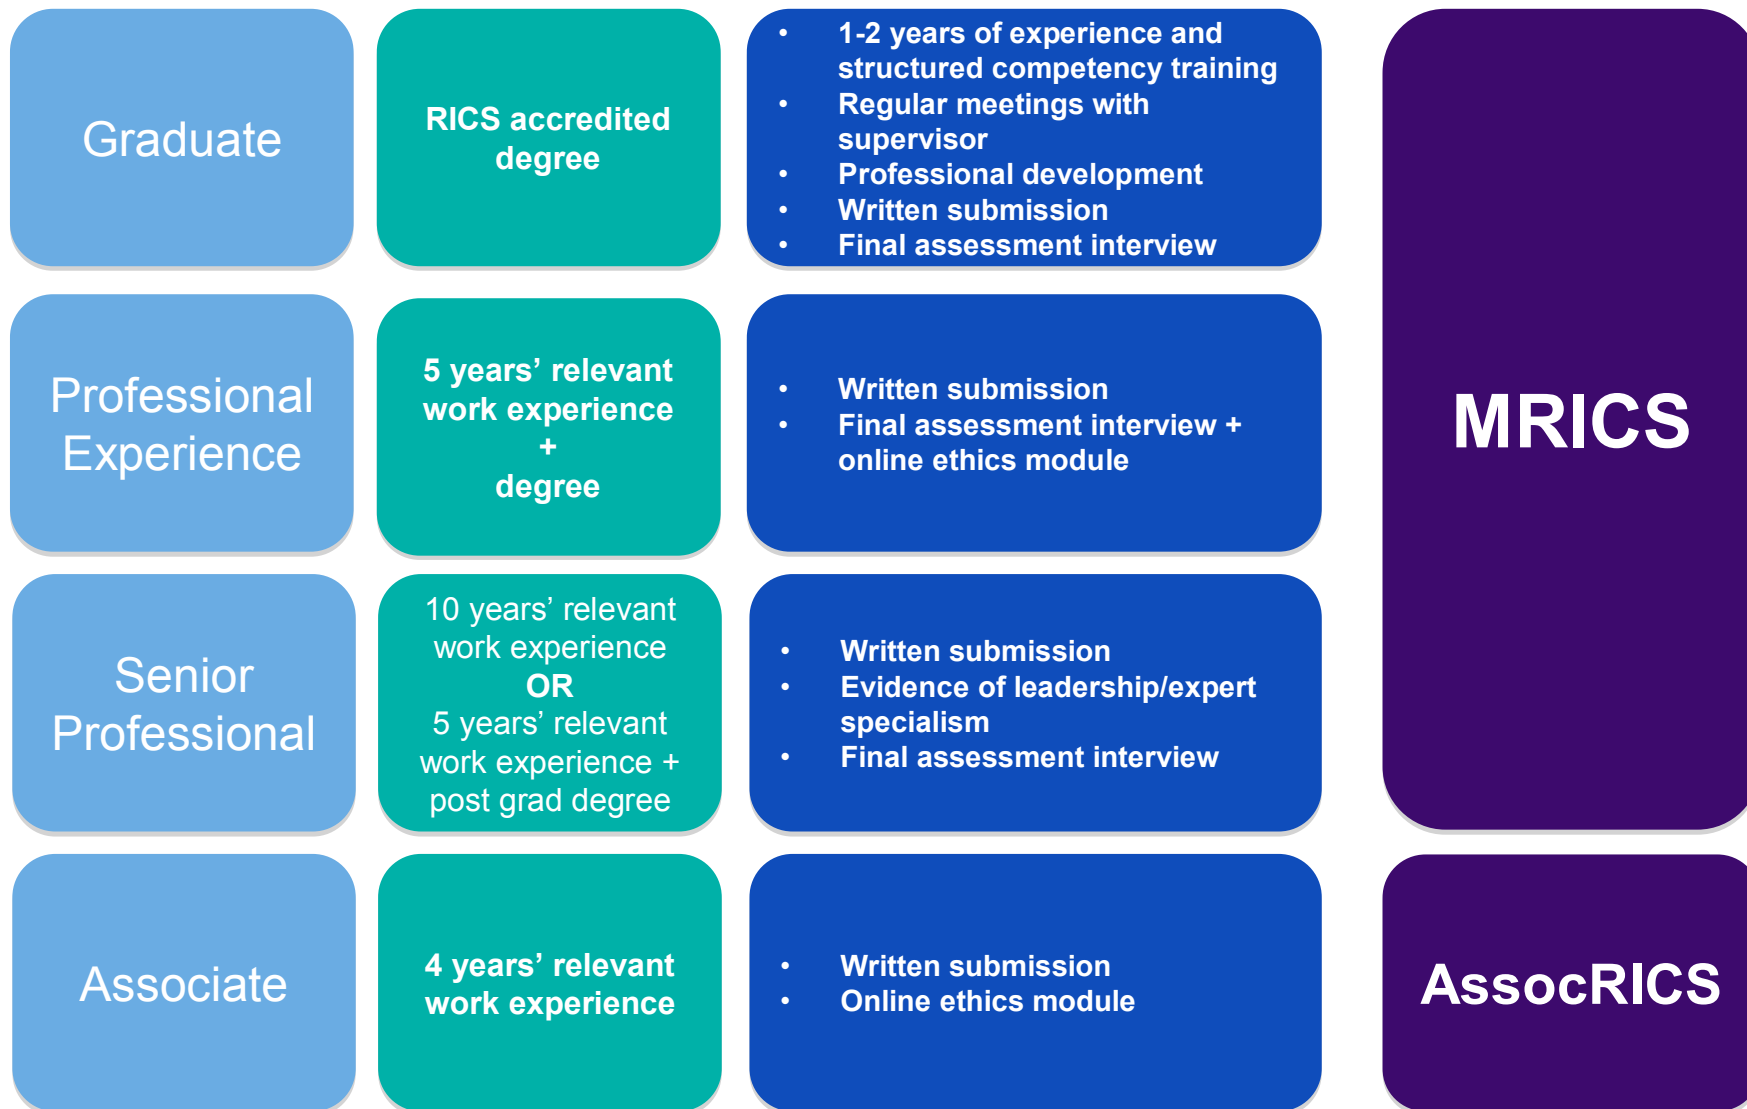 Graduate
RICS accredited
degree
• 1-2 years of experience and
structured competency training
• Regular meetings with
supervisor
• Professional development
• Written submission
• Final assessment interview
Professional
Experience
5 years’ relevant
work experience
+
degree
• Written submission
• Final assessment interview +
online ethics module
MRICS
Senior
Professional
10 years’ relevant
work experience
OR
5 years’ relevant
work experience +
post grad degree
• Written submission
• Evidence of leadership/expert
specialism
• Final assessment interview
Associate
4 years’ relevant
work experience
• Written submission
• Online ethics module
AssocRICS